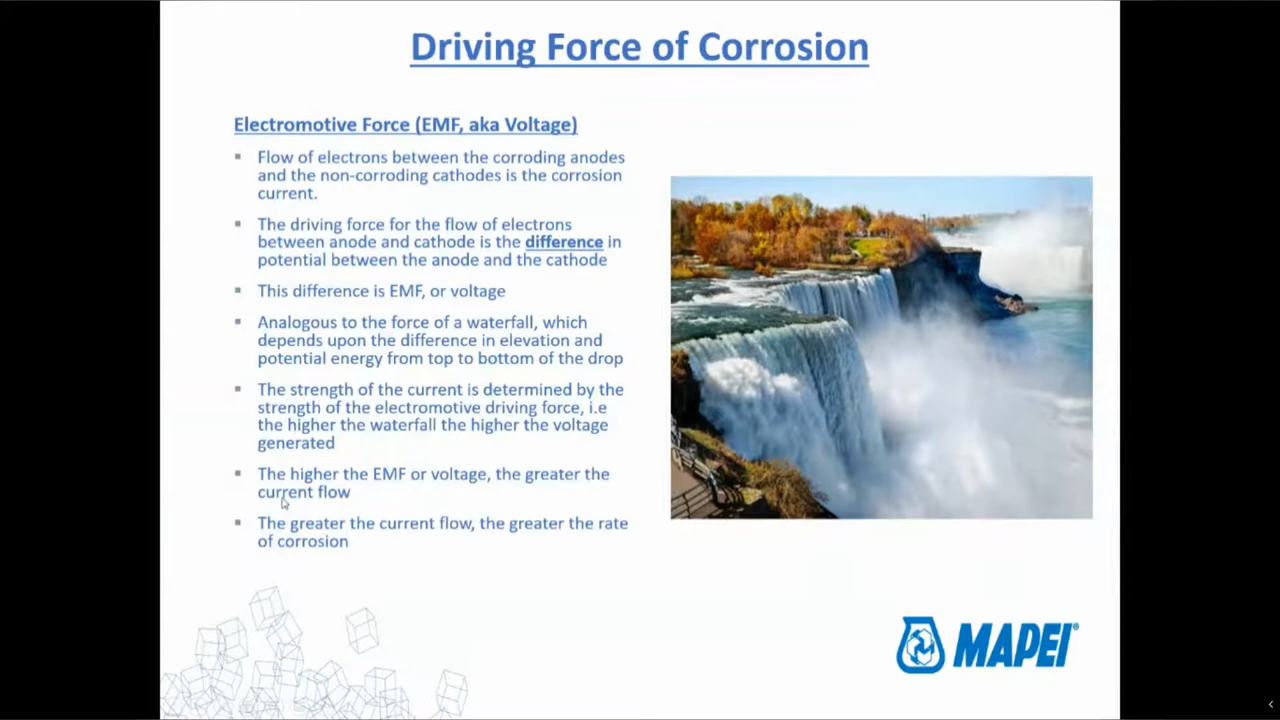 Driving Force of Corrosion
Electromotive Force (EMF, aka Voltage)
Flow of electrons between the corroding anodes
and the non-corroding cathodes is the corrosion
current.
The driving force for the flow of electrons
between anode and cathode is the difference in
potential between the anode and the cathode
This difference is EMF, or voltage
Analogous to the force of a waterfall, which
depends upon the difference in elevation and
potential energy from top to bottom of the drop
The strength of the current is determined by the
strength of the electromotive driving force, i.e
the higher the waterfall the higher the voltage
generated
The higher the EMF or voltage, the greater the
current flow
The greater the current flow, the greater the rate
of corrosion
MAPEI®